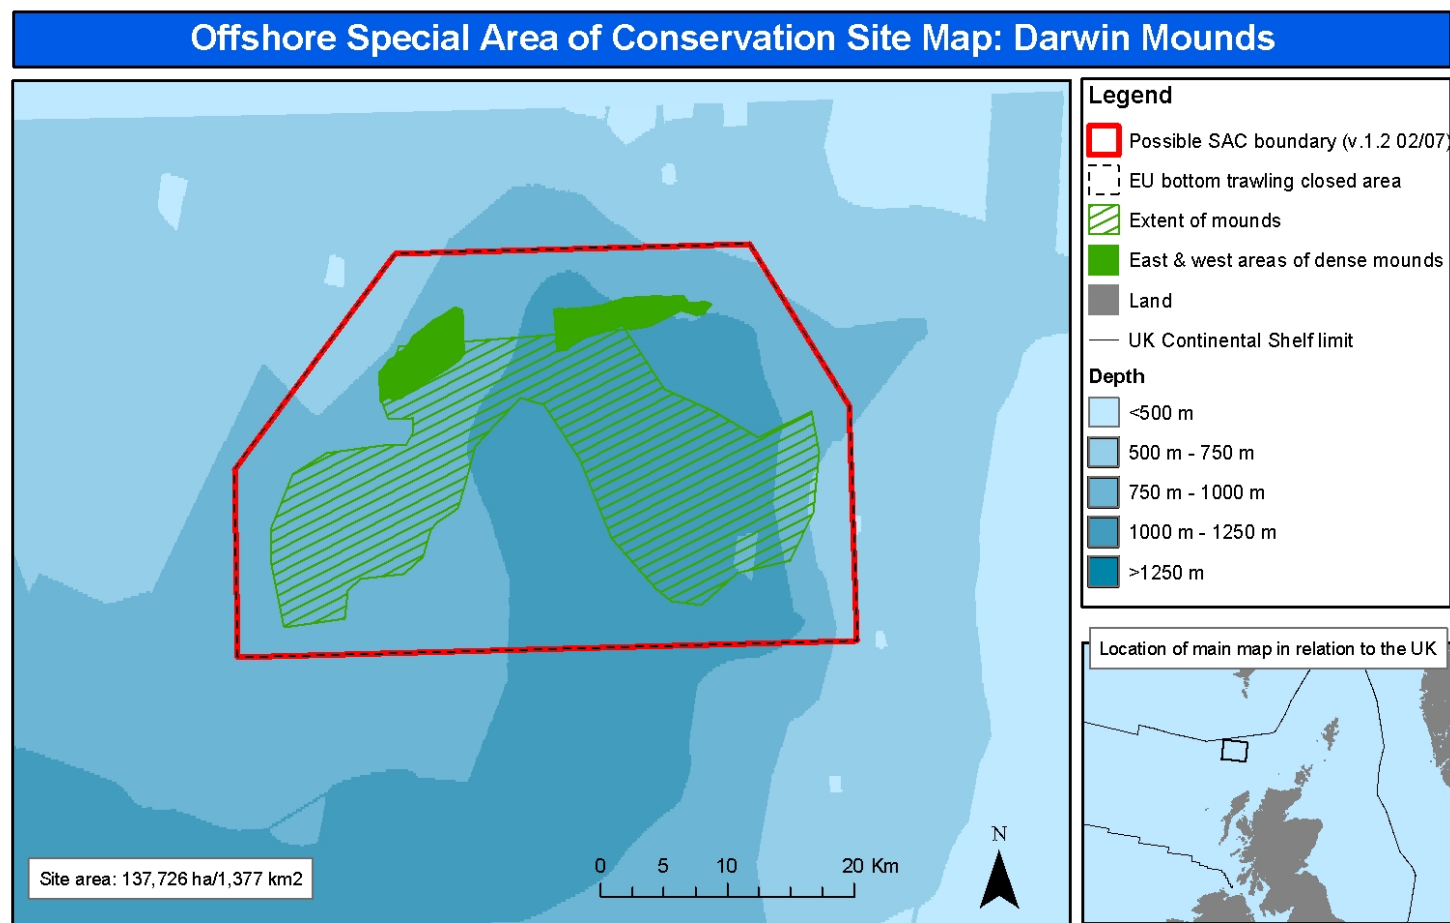 Offshore Special Area of Conservation Site Map: Darwin Mounds
Legend
Possible SAC boundary (v.1.2 02/07)
EU bottom trawling closed area
Extent of mounds
East & west areas of dense mounds
Land
UK Continental Shelf limit
Depth
<500 m
500 m - 750 m
750 m - 1000 m
1000 m - 1250 m
>1250 m
Location of main map in relation to the UK
Site area: 137,726 ha/1,377 km2
0 5 10 20 Km
N